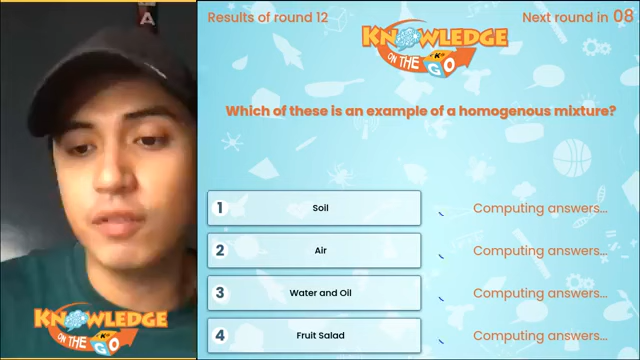 A
Results of round 12
Next round in 08
KNOWLEDGE
ON THE GO
Which of these is an example of a homogenous mixture?
1 Soil Computing answers...
2 Air Computing answers...
3 Water and Oil Computing answers...
4 Fruit Salad Computing answers...
KNOWLEDGE
ON THE GO